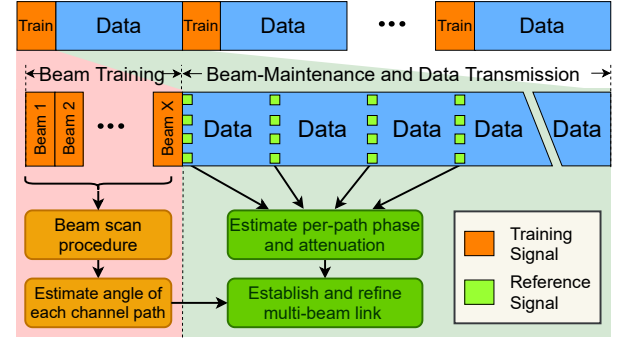 Train Data Train Data ••• Train Data
Beam Training Beam-Maintenance and Data Transmission
Beam 1 Beam 2 ••• Beam X Data Data Data Data Data
Beam scan
procedure
Estimate per-path phase
and attenuation
Estimate angle of
each channel path
Establish and refine
multi-beam link
Training
Signal
Reference
Signal